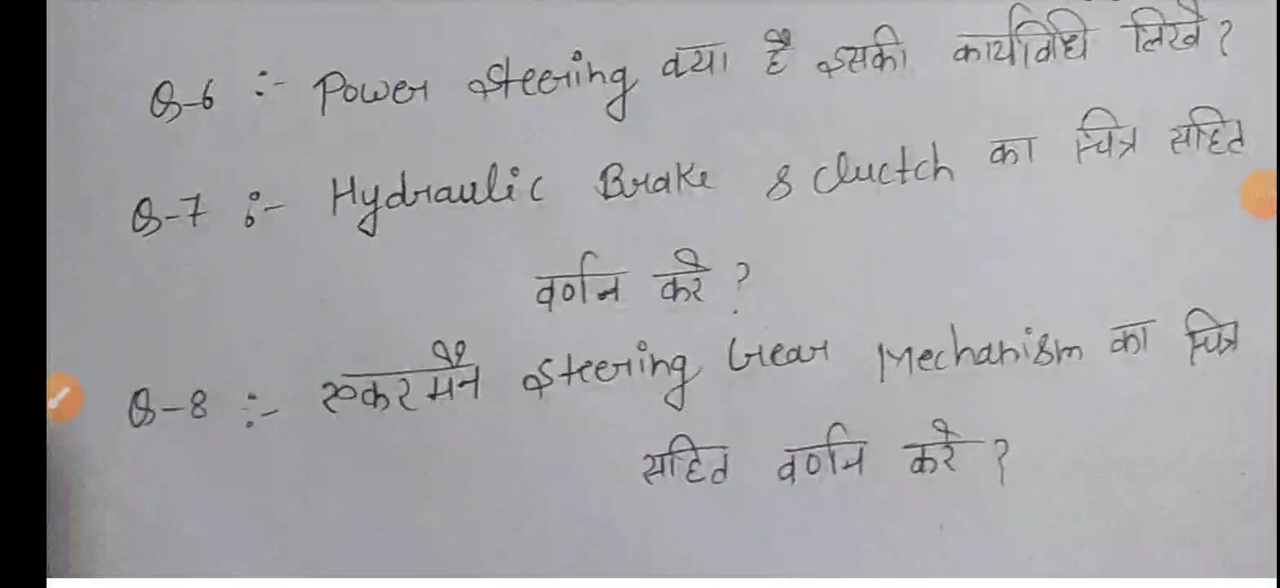 Q-6 :- Power steering क्या है इसकी कार्यविधि लिखे?
Q-7 :- Hydraulic Brake & Cluctch का चित्र सहित
वर्णन करे?
Q-8 :- एकरमैन steering Gear Mechanism का चित्र
सहित वर्णन करे?